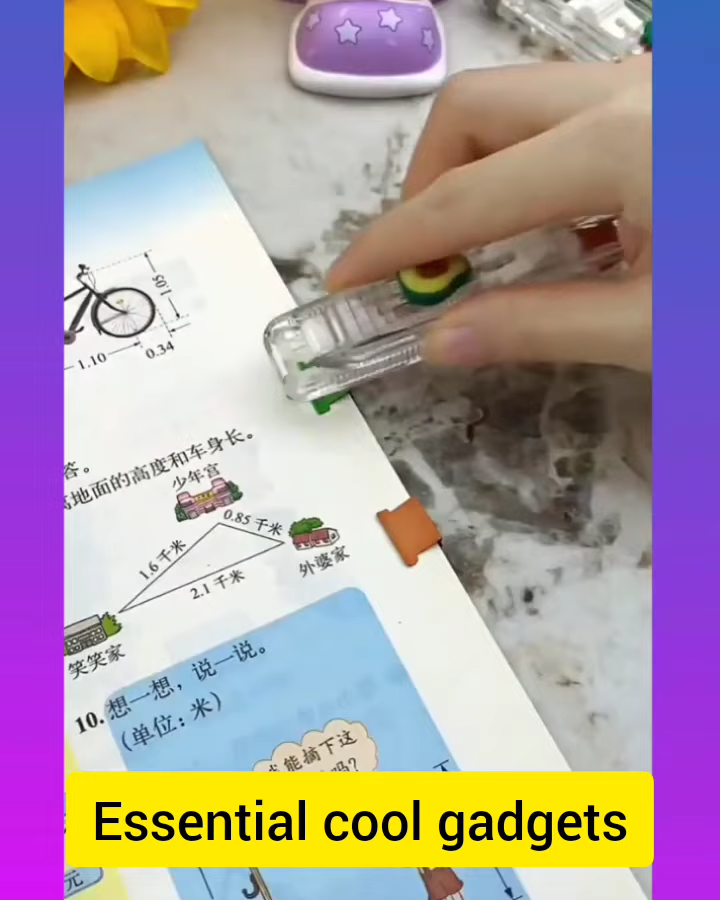 1.05
1.10
0.34
答。
离地面的高度和车身长。
少年宫
0.85 千米
1.6 千米
2.1 千米
外婆家
笑笑家
10. 想一想，说一说。
(单位：米)
能摘下这
吗?
Essential cool gadgets
元